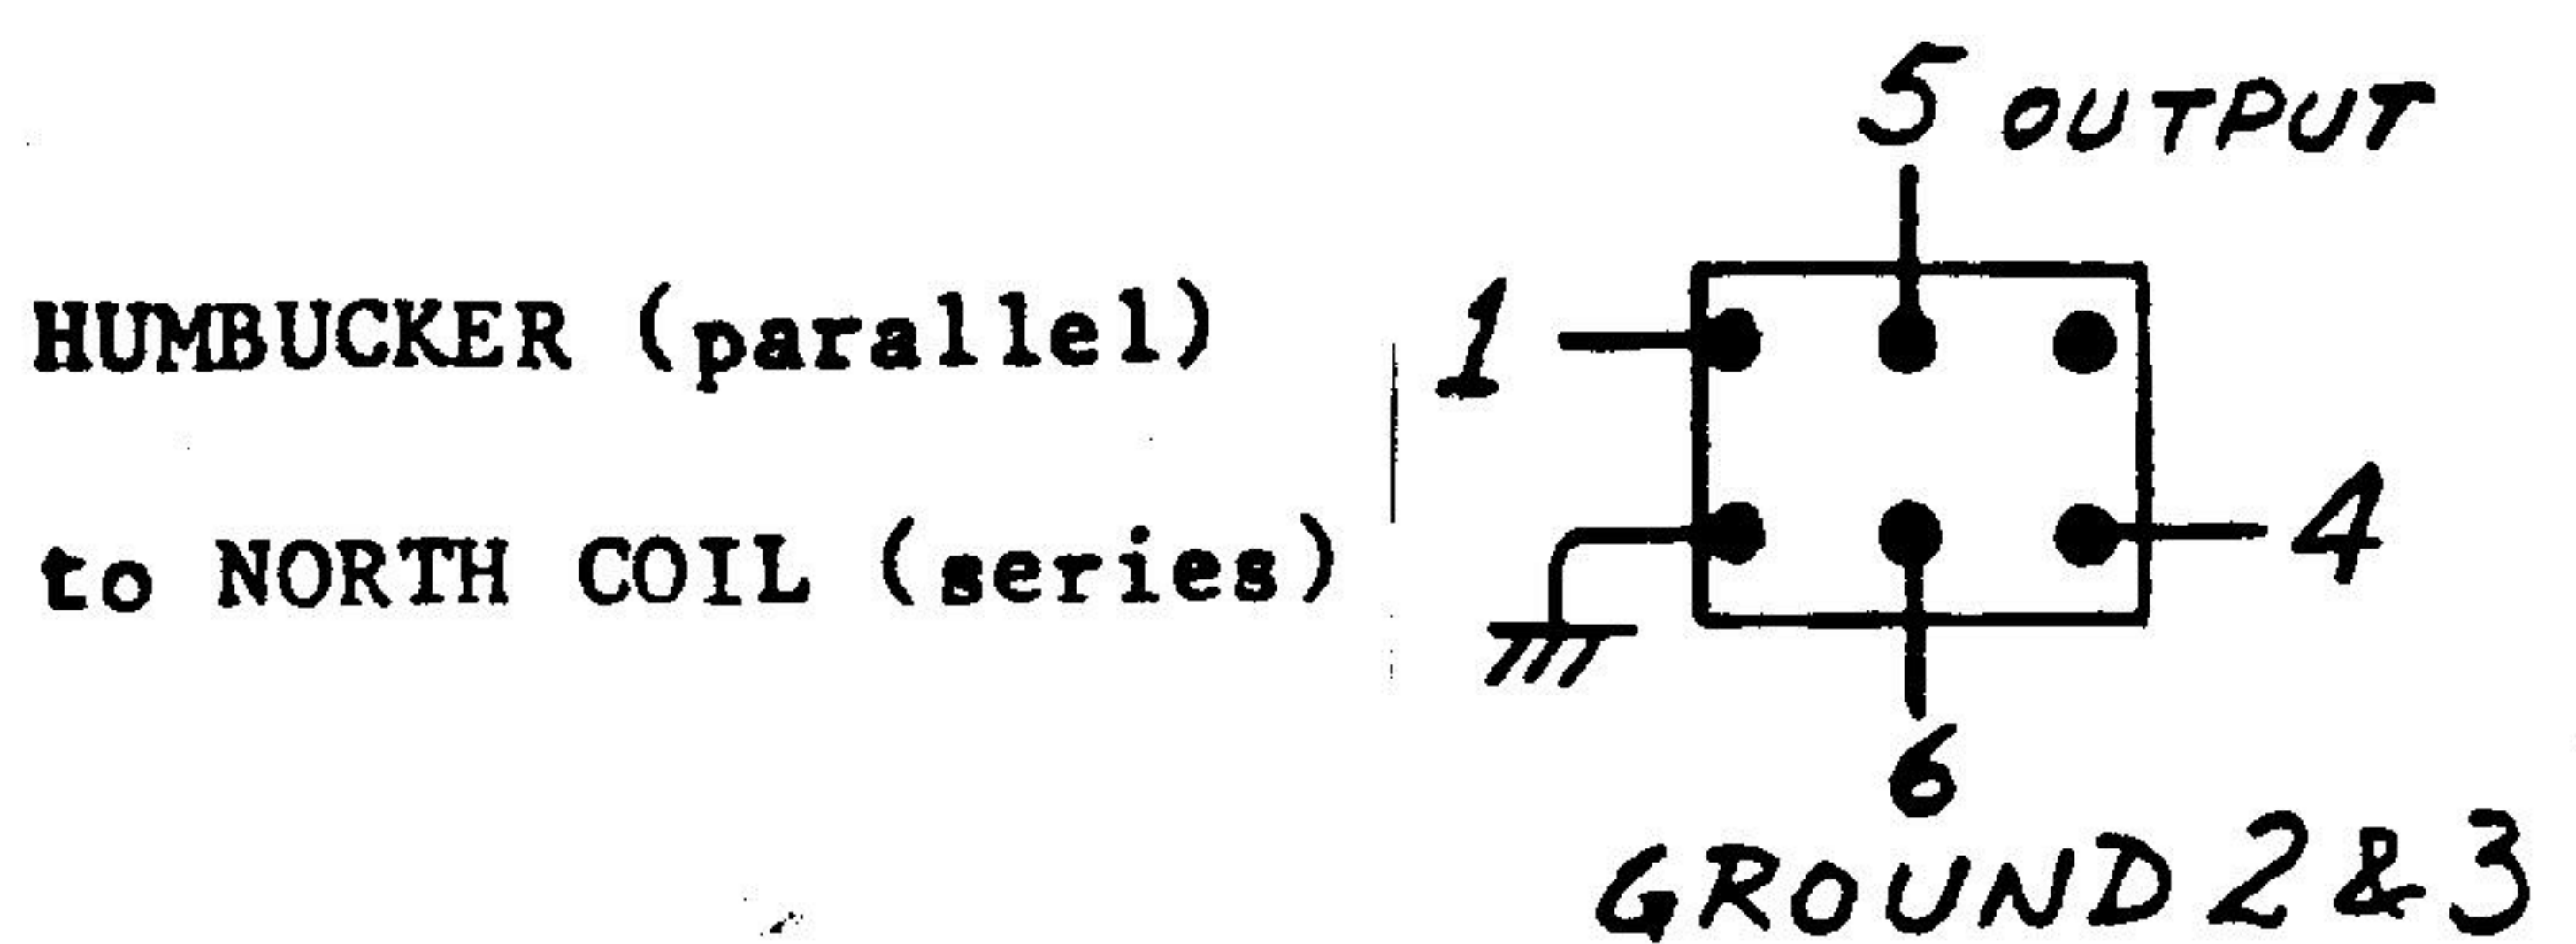 5 OUTPUT
HUMBUCKER (parallel)
1
to NORTH COIL (series)
4
6
GROUND 2 & 3